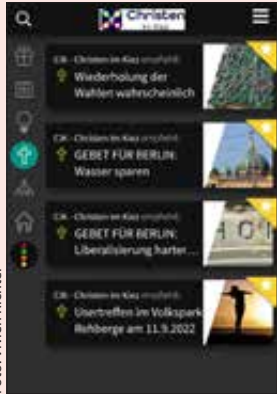 Christen
im Kiez
CiK - Christen im Kiez empfiehlt:
Wiederholung der
Wahlen wahrscheinlich
CiK - Christen im Kiez empfiehlt:
GEBET FÜR BERLIN:
Wasser sparen
CiK - Christen im Kiez empfiehlt:
GEBET FÜR BERLIN:
Liberalisierung harter...
CiK - Christen im Kiez empfiehlt:
Usertreffen im Volkspark
Rehberge am 11.9.2022